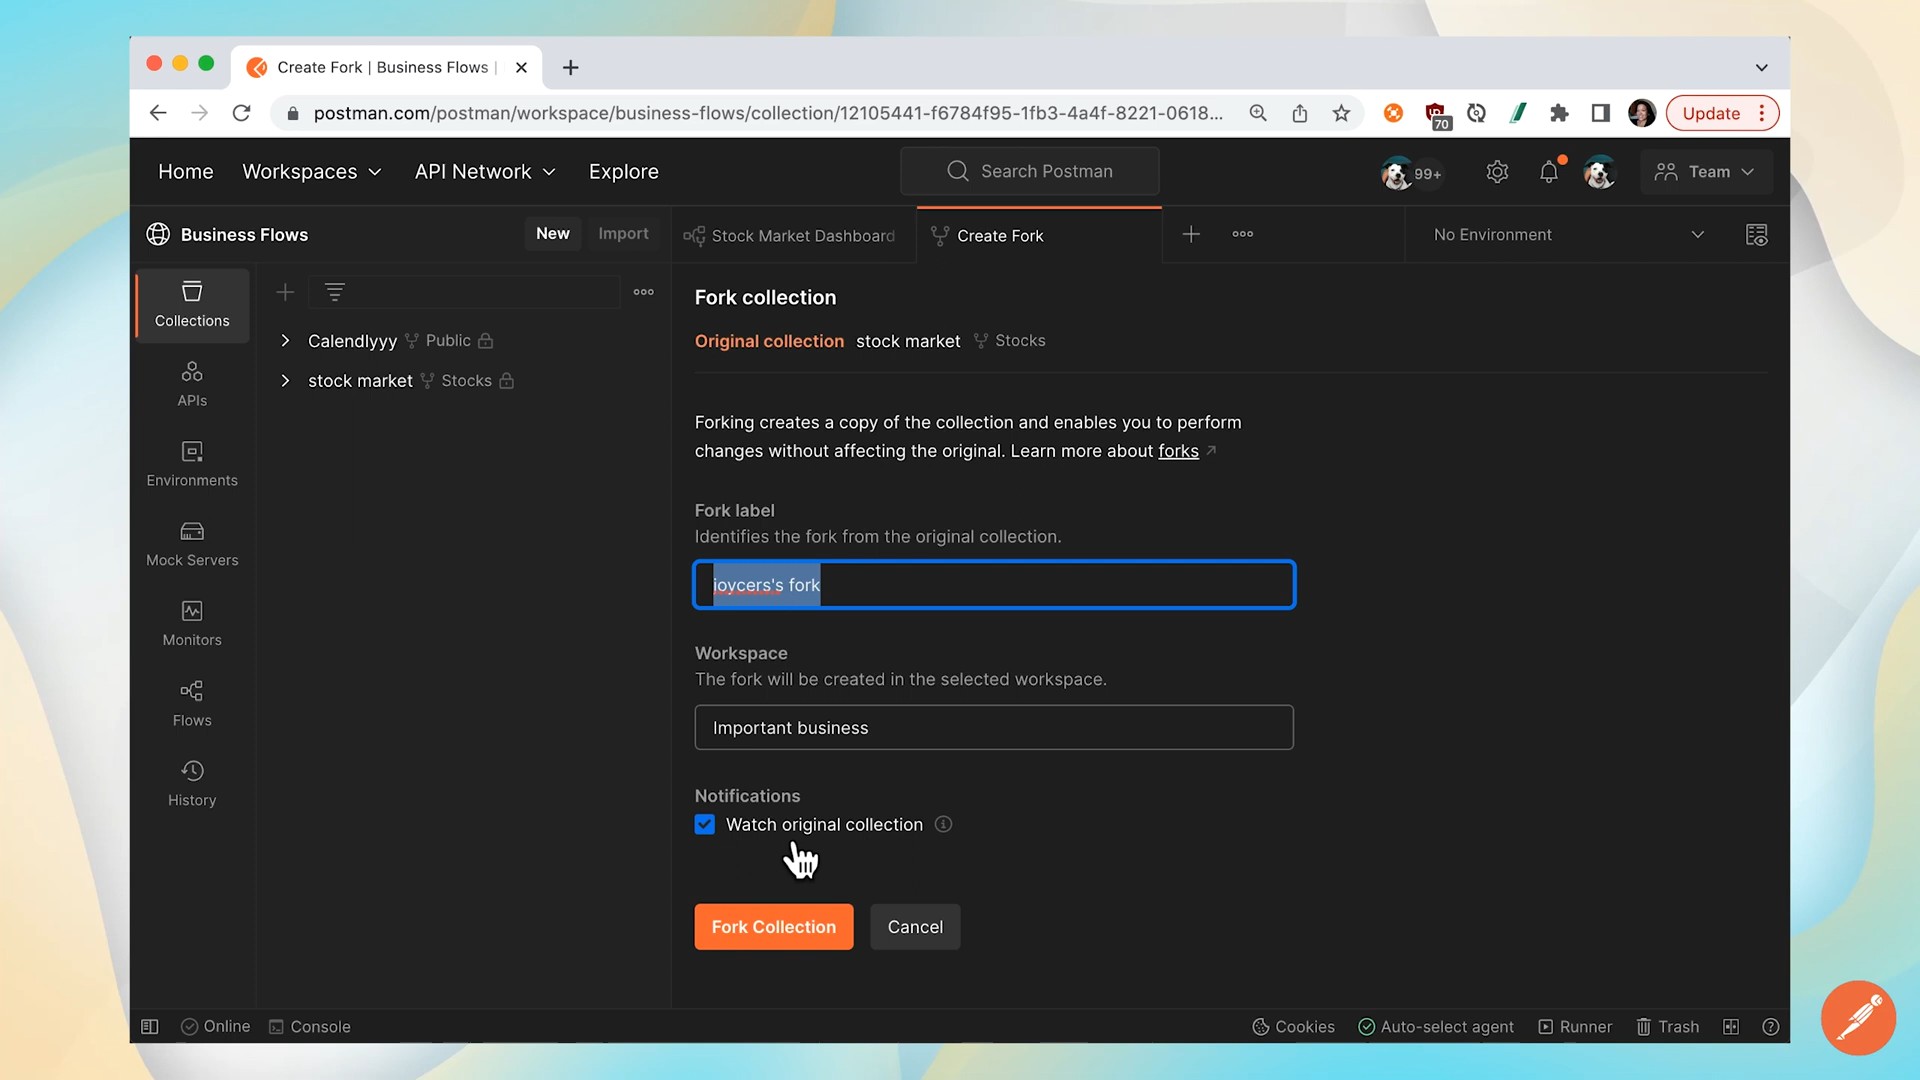 Create Fork | Business Flows |
postman.com/postman/workspace/business-flows/collection/12105441-f6784f95-1fb3-4a4f-8221-0618...
70
Update
Home
Workspaces
API Network
Explore
Search Postman
99+
Team
Business Flows
New
Import
Stock Market Dashboard
Create Fork
No Environment
Collections
APIs
Environments
Mock Servers
Monitors
Flows
History
Calendlyyy Public
stock market Stocks
Fork collection
Original collection stock market Stocks
Forking creates a copy of the collection and enables you to perform
changes without affecting the original. Learn more about forks ↗
Fork label
Identifies the fork from the original collection.
joycers's fork
Workspace
The fork will be created in the selected workspace.
Important business
Notifications
Watch original collection
Fork Collection
Cancel
Online
Console
Cookies
Auto-select agent
Runner
Trash